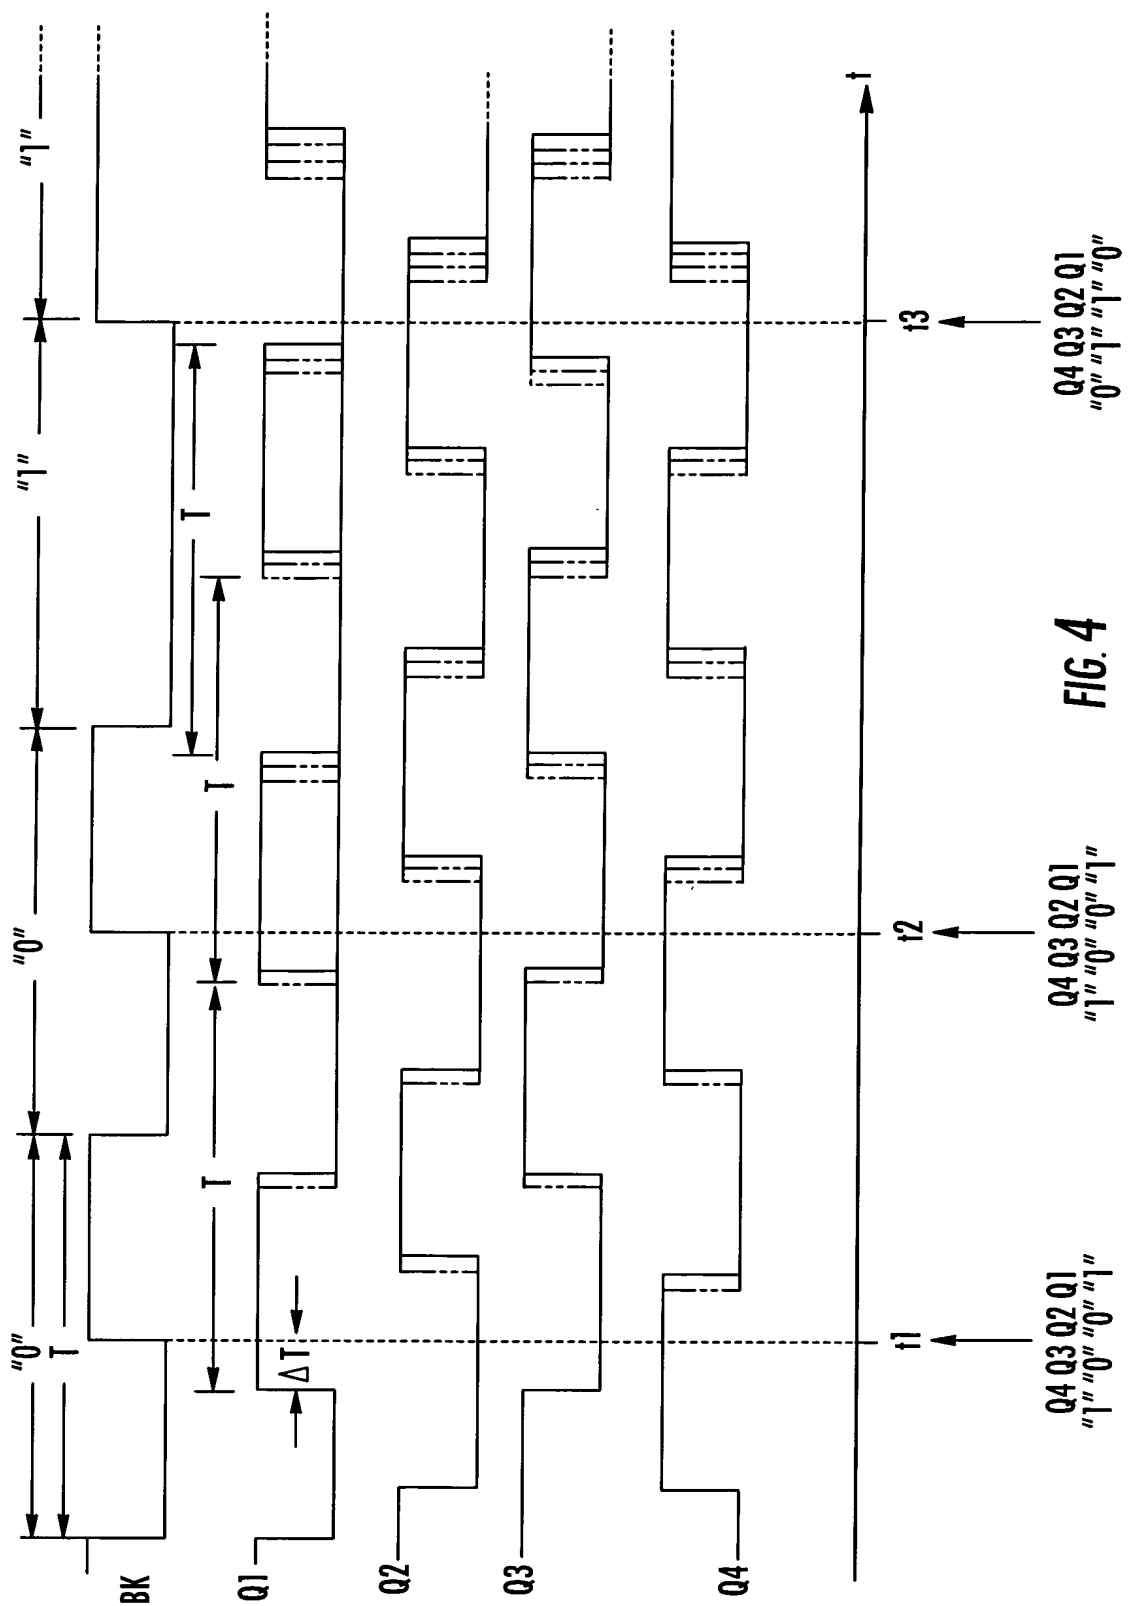 "0" "0" "1" "1"
T
BK
T T T
Q1
ΔT
Q2
Q3
Q4
t
t1 t2 t3
Q4 Q3 Q2 Q1 Q4 Q3 Q2 Q1 Q4 Q3 Q2 Q1
"1" "0" "0" "1" "1" "0" "0" "1" "0" "1" "1" "0"
FIG. 4